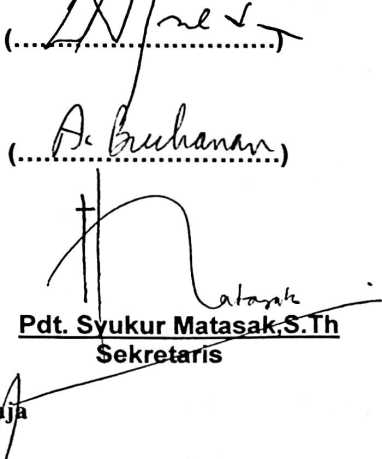 (..............................)
(A. Buchanan)
atasak
Pdt. Syukur Matasak,S.Th
Sekretaris
uja